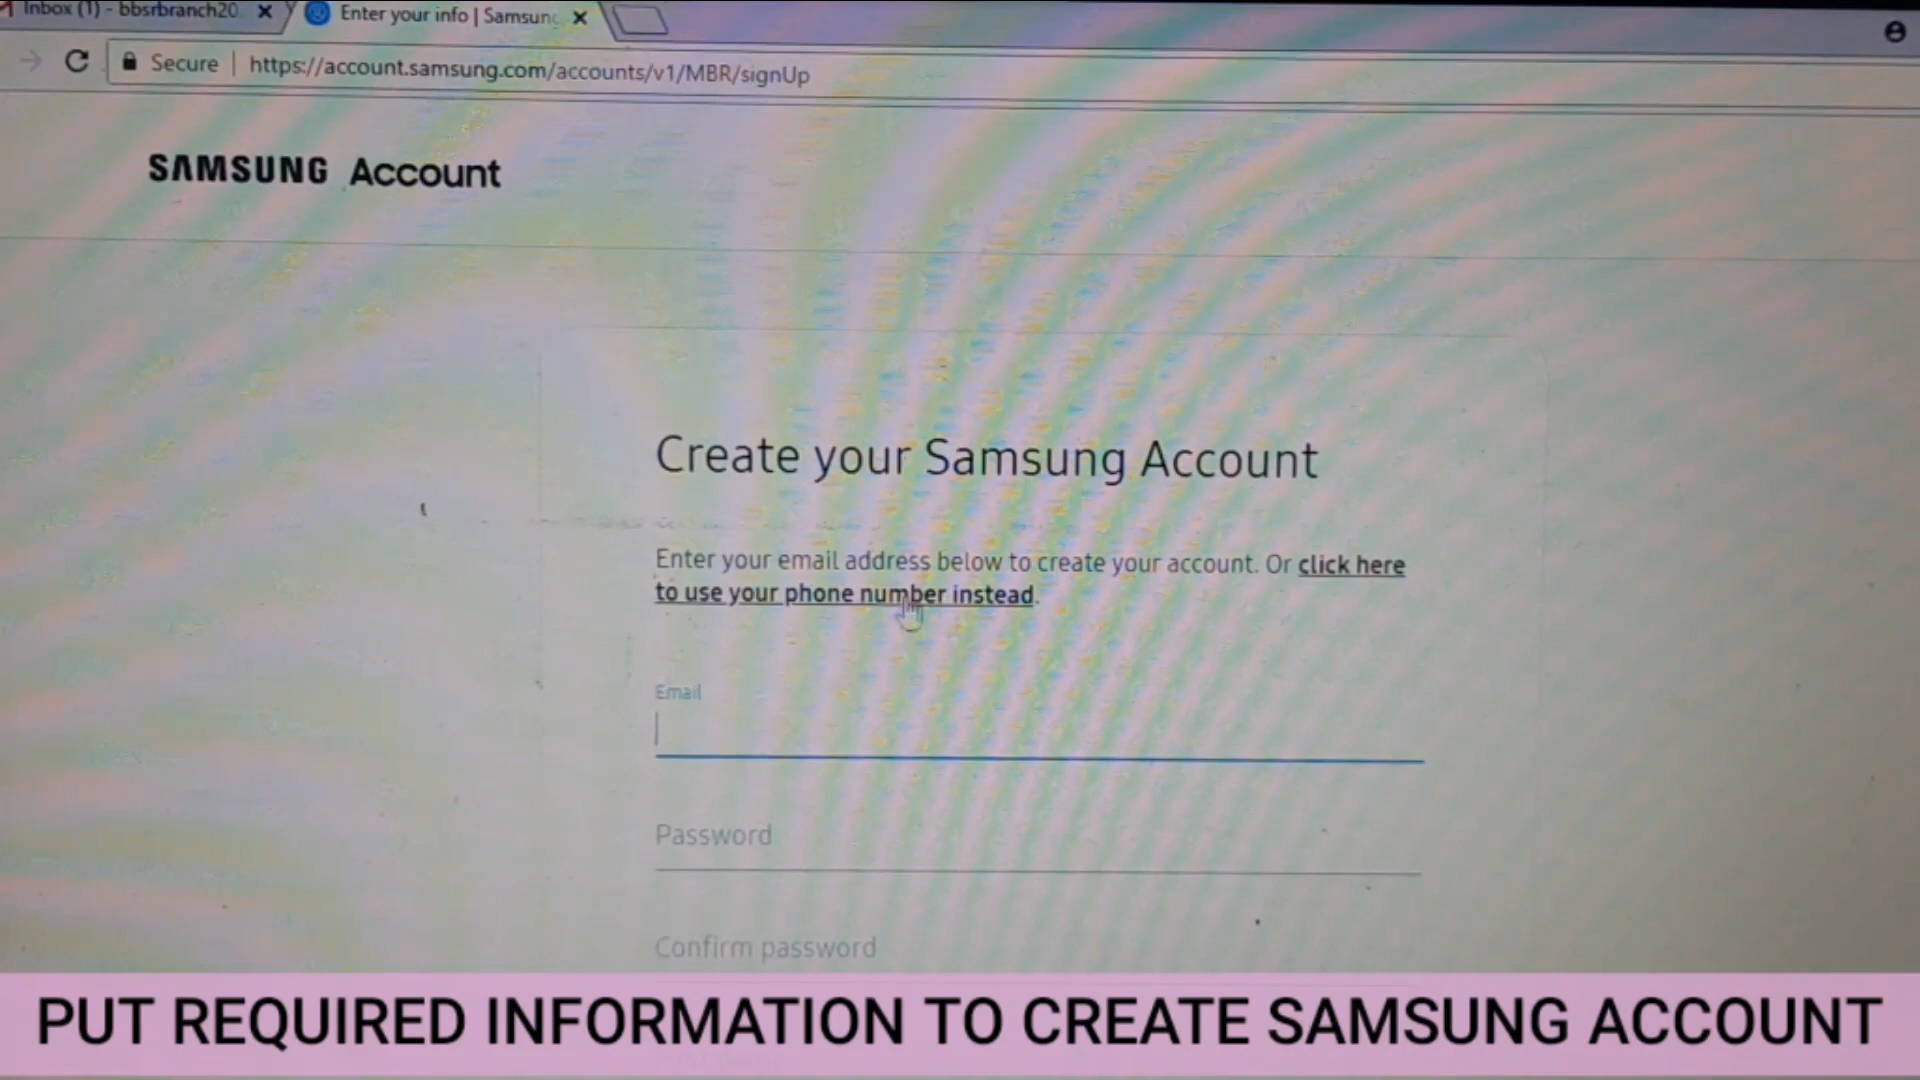 Inbox (1) - bbsrbranch20
Enter your info | Samsung
Secure | https://account.samsung.com/accounts/v1/MBR/signUp
SAMSUNG Account
Create your Samsung Account
Enter your email address below to create your account. Or click here
to use your phone number instead.
Email
Password
Confirm password
PUT REQUIRED INFORMATION TO CREATE SAMSUNG ACCOUNT